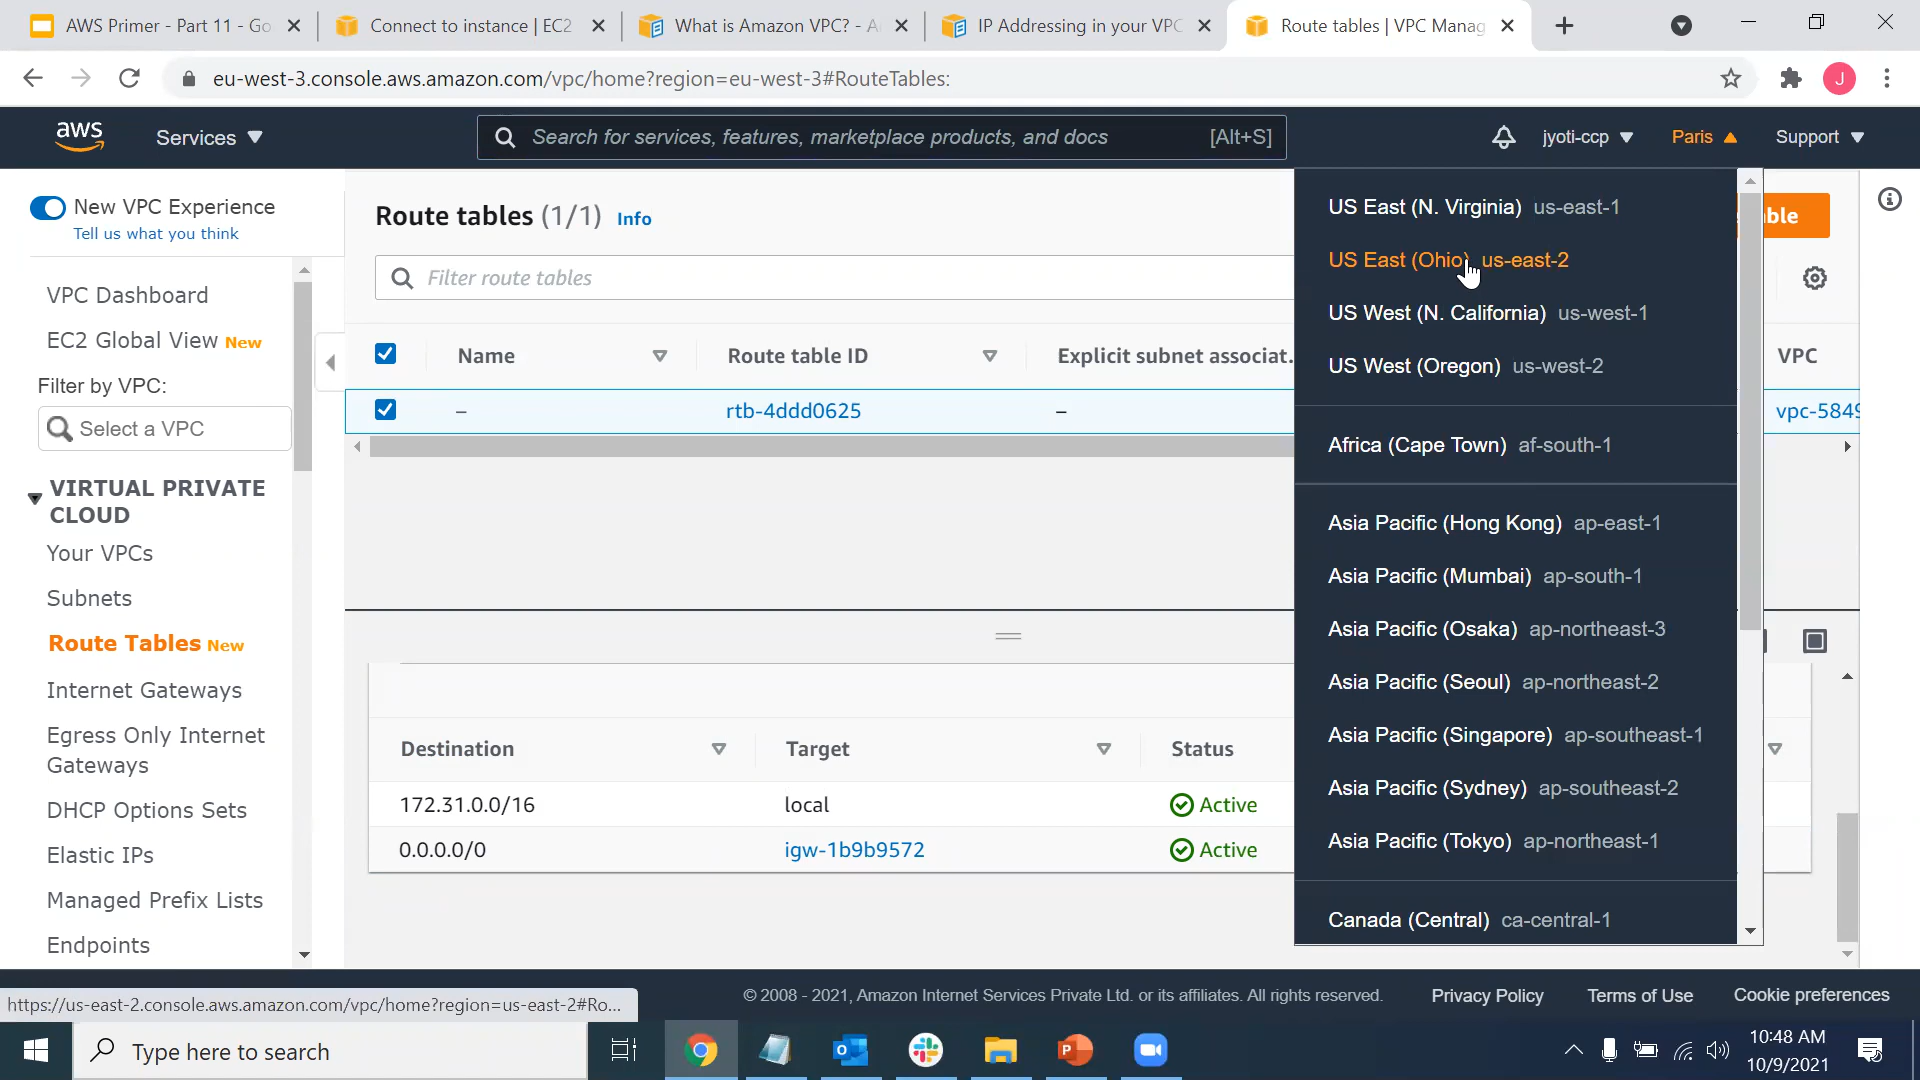 AWS Primer - Part 11 - Go
Connect to instance | EC2
What is Amazon VPC? - A
IP Addressing in your VPC
Route tables | VPC Manag
eu-west-3.console.aws.amazon.com/vpc/home?region=eu-west-3#RouteTables:
J
aws
Services
Search for services, features, marketplace products, and docs
[Alt+S]
jyoti-ccp
Paris
Support
New VPC Experience
Tell us what you think
VPC Dashboard
EC2 Global View New
Filter by VPC:
Select a VPC
VIRTUAL PRIVATE
CLOUD
Your VPCs
Subnets
Route Tables New
Internet Gateways
Egress Only Internet
Gateways
DHCP Options Sets
Elastic IPs
Managed Prefix Lists
Endpoints
Route tables (1/1) Info
Filter route tables
Name
Route table ID
Explicit subnet associat.
VPC
–
rtb-4ddd0625
–
vpc-5849
Destination
Target
Status
172.31.0.0/16
local
Active
0.0.0.0/0
igw-1b9b9572
Active
ble
US East (N. Virginia) us-east-1
US East (Ohio) us-east-2
US West (N. California) us-west-1
US West (Oregon) us-west-2
Africa (Cape Town) af-south-1
Asia Pacific (Hong Kong) ap-east-1
Asia Pacific (Mumbai) ap-south-1
Asia Pacific (Osaka) ap-northeast-3
Asia Pacific (Seoul) ap-northeast-2
Asia Pacific (Singapore) ap-southeast-1
Asia Pacific (Sydney) ap-southeast-2
Asia Pacific (Tokyo) ap-northeast-1
Canada (Central) ca-central-1
https://us-east-2.console.aws.amazon.com/vpc/home?region=us-east-2#Ro...
© 2008 - 2021, Amazon Internet Services Private Ltd. or its affiliates. All rights reserved.
Privacy Policy
Terms of Use
Cookie preferences
Type here to search
10:48 AM
10/9/2021